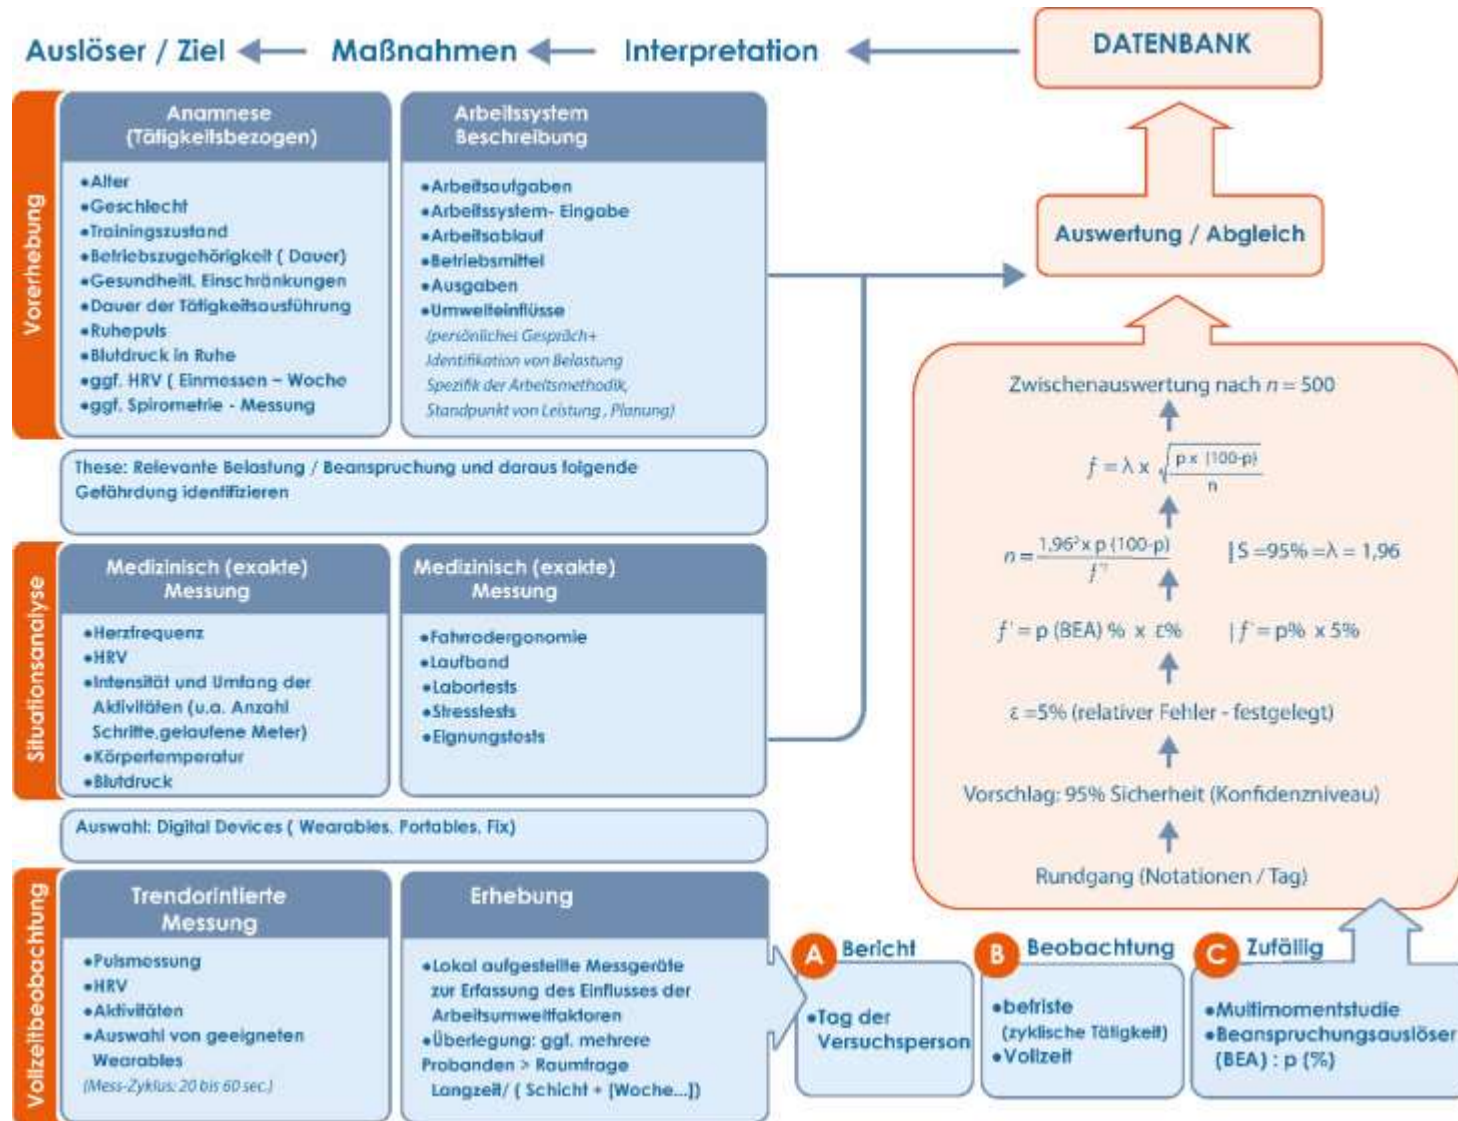 Auslöser / Ziel
Maßnahmen
Interpretation
DATENBANK
Vorerhebung
Anamnese
(Tätigkeitsbezogen)
•Alter
•Geschlecht
•Trainingszustand
•Betriebszugehörigkeit ( Dauer)
•Gesundheitl. Einschränkungen
•Dauer der Tätigkeitsausführung
•Ruhepuls
•Blutdruck in Ruhe
•ggf. HRV ( Einmessen – Woche
•ggf. Spirometrie - Messung
Arbeitssystem
Beschreibung
•Arbeitsaufgaben
•Arbeitssystem- Eingabe
•Arbeitsablauf
•Betriebsmittel
•Ausgaben
•Umwelteinflüsse
(persönliches Gespräch+
Identifikation von Belastung
Spezifik der Arbeitsmethodik,
Standpunkt von Leistung , Planung)
These: Relevante Belastung / Beanspruchung und daraus folgende
Gefährdung identifizieren
Situationsanalyse
Medizinisch (exakte)
Messung
•Herzfrequenz
•HRV
•Intensität und Umfang der
Aktivitäten (u.a. Anzahl
Schritte,gelaufene Meter)
•Körpertemperatur
•Blutdruck
Medizinisch (exakte)
Messung
•Fahrradergonomie
•Laufband
•Labortests
•Stresstests
•Eignungstests
Auswahl: Digital Devices ( Wearables, Portables, Fix)
Vollzeitbeobachtung
Trendorintierte
Messung
•Pulsmessung
•HRV
•Aktivitäten
•Auswahl von geeigneten
Wearables
(Mess-Zyklus: 20 bis 60 sec.)
Erhebung
•Lokal aufgestellte Messgeräte
zur Erfassung des Einflusses der
Arbeitsumweltfaktoren
•Überlegung: ggf. mehrere
Probanden > Raumfrage
Langzeit/ ( Schicht + [Woche...])
A Bericht
•Tag der
Versuchsperson
B Beobachtung
•befriste
(zyklische Tätigkeit)
•Vollzeit
C Zufällig
•Multimomentstudie
•Beanspruchungsauslöser
(BEA) : p (%)
Auswertung / Abgleich
Zwischenauswertung nach n = 500
f = λ x √ p x (100-p)
n
n = 1,96² x p (100-p) | S =95% =λ = 1,96
f'²
f' = p (BEA) % x ε% | f' = p% x 5%
ε =5% (relativer Fehler - festgelegt)
Vorschlag: 95% Sicherheit (Konfidenzniveau)
Rundgang (Notationen / Tag)